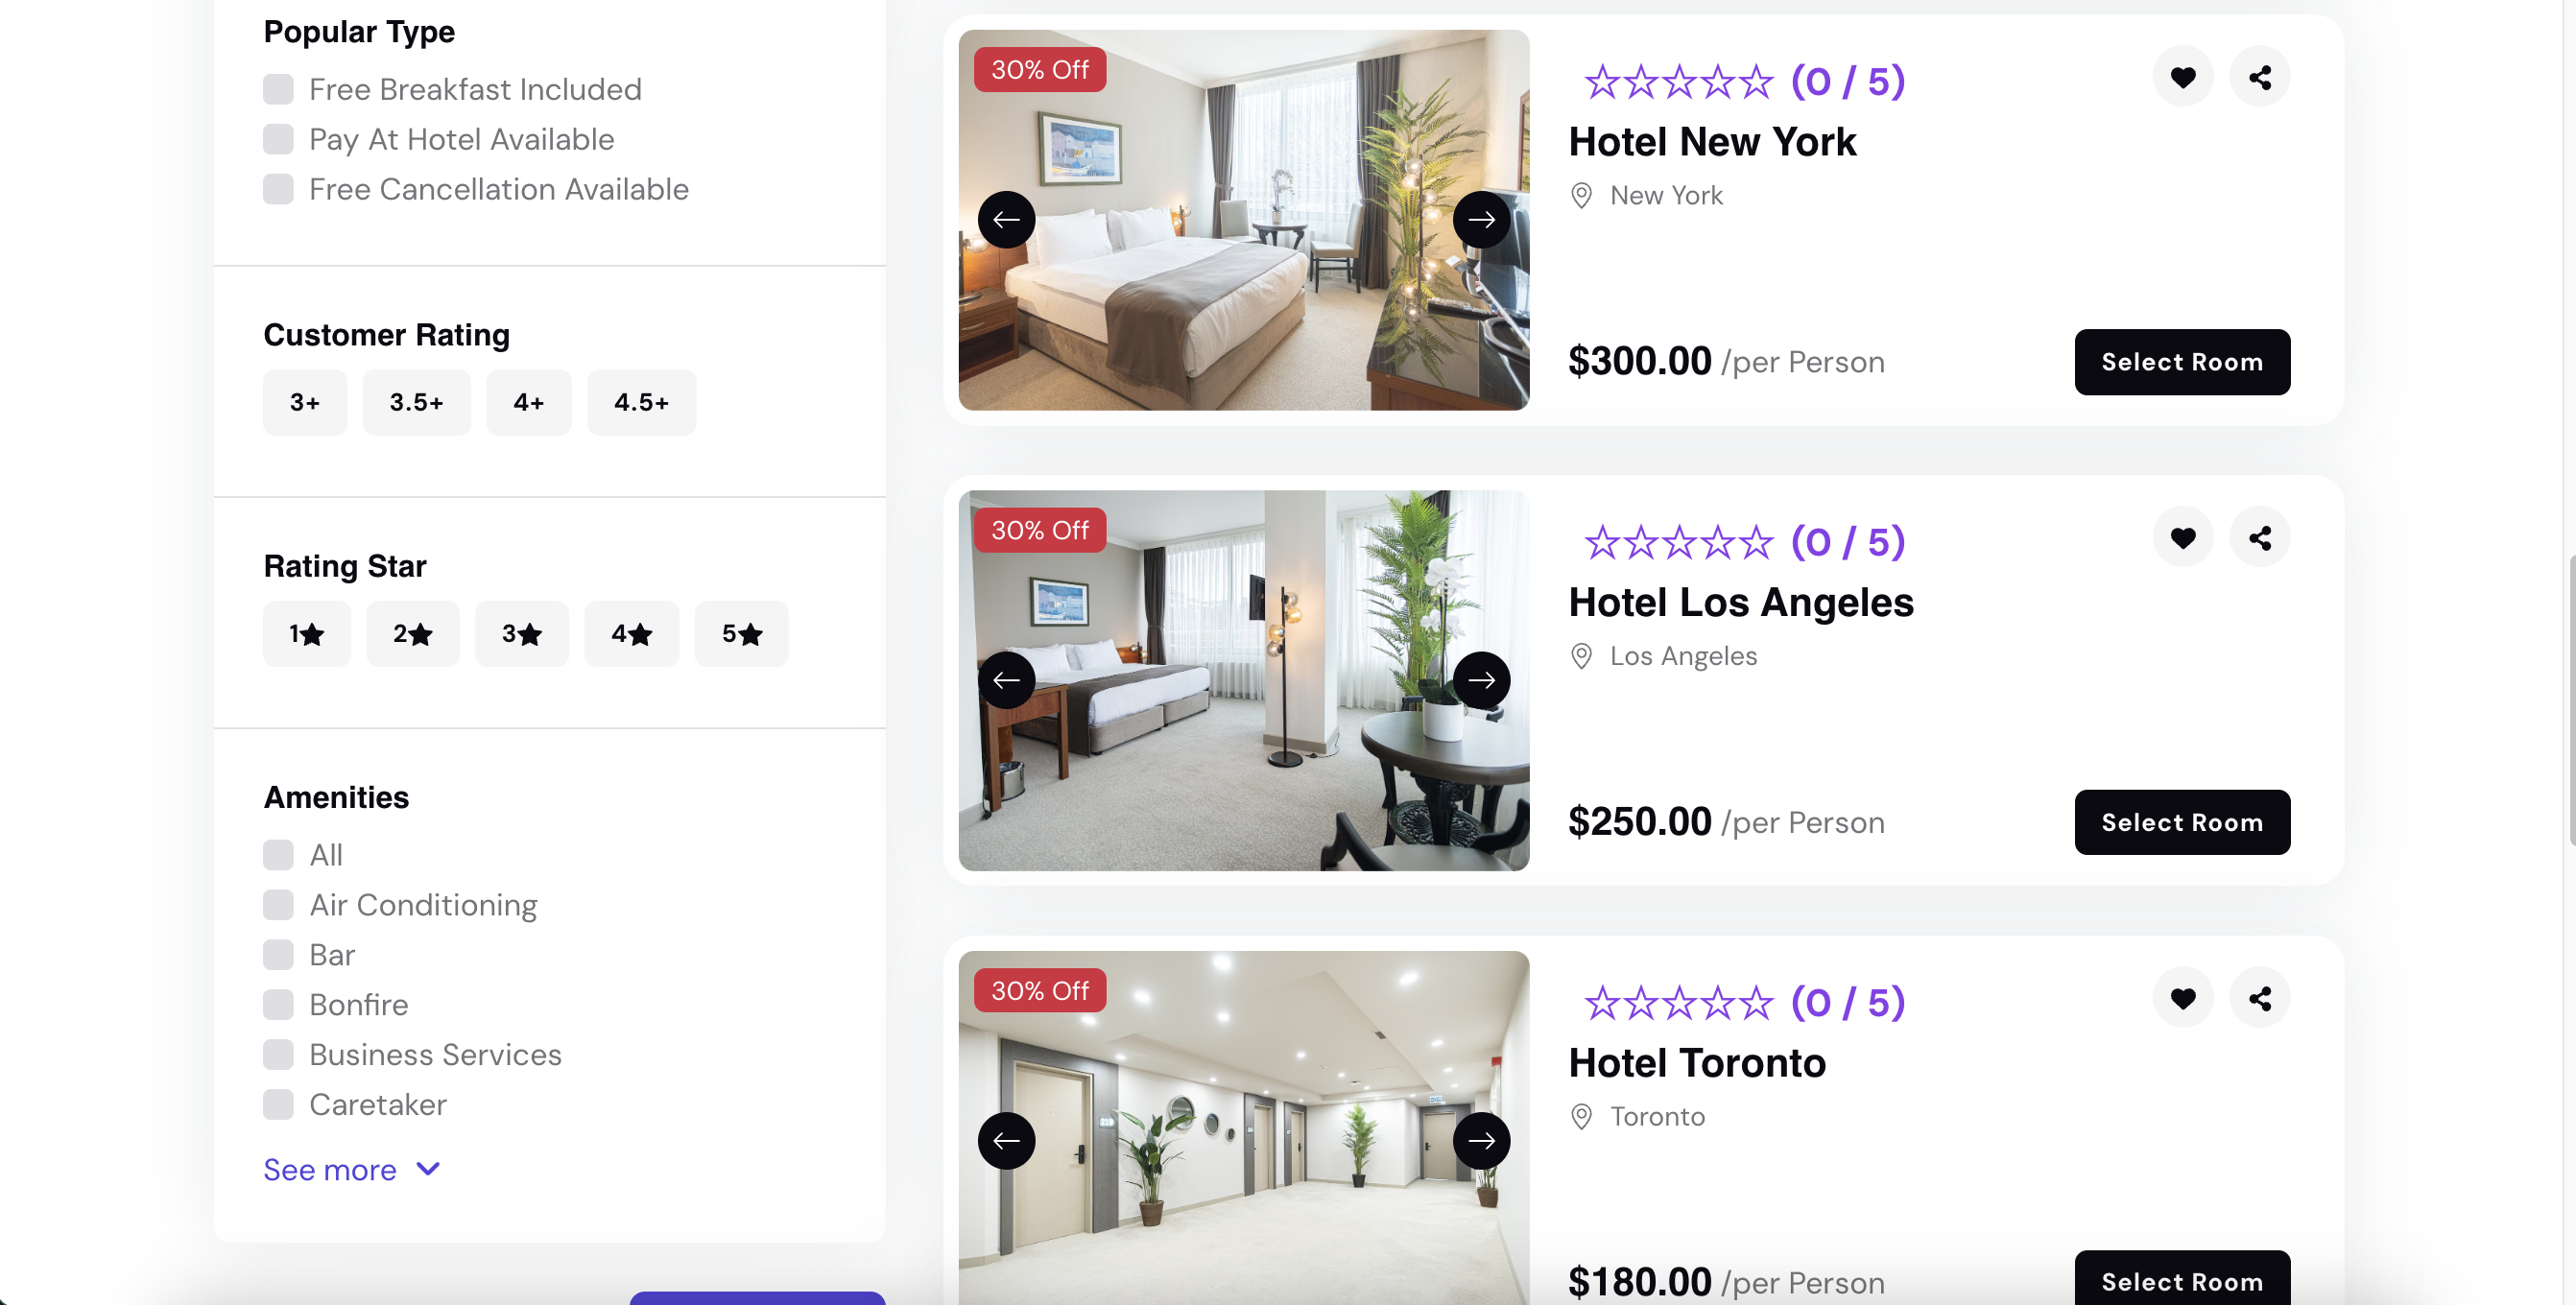 Popular Type
Free Breakfast Included
Pay At Hotel Available
Free Cancellation Available
Customer Rating
3+ 3.5+ 4+ 4.5+
Rating Star
1★ 2★ 3★ 4★ 5★
Amenities
All
Air Conditioning
Bar
Bonfire
Business Services
Caretaker
See more
30% Off
(0 / 5)
Hotel New York
New York
$300.00 /per Person
Select Room
30% Off
(0 / 5)
Hotel Los Angeles
Los Angeles
$250.00 /per Person
Select Room
30% Off
(0 / 5)
Hotel Toronto
Toronto
$180.00 /per Person
Select Room